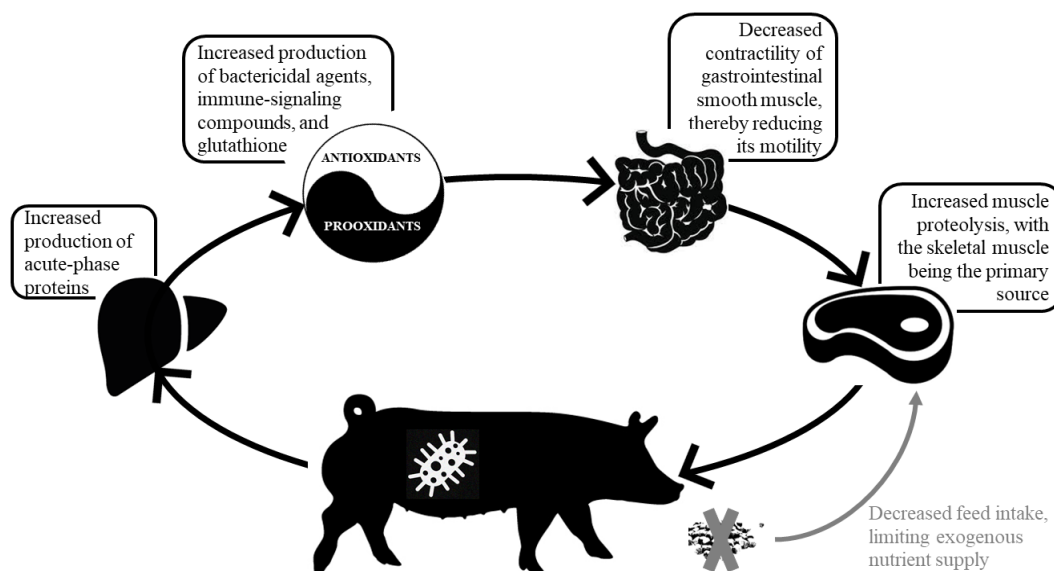 Increased production
of bactericidal agents,
immune-signaling
compounds, and
glutathione
ANTIOXIDANTS
PROOXIDANTS
Decreased
contractility of
gastrointestinal
smooth muscle,
thereby reducing
its motility
Increased
production of
acute-phase
proteins
Increased muscle
proteolysis, with
the skeletal muscle
being the primary
source
Decreased feed intake,
limiting exogenous
nutrient supply